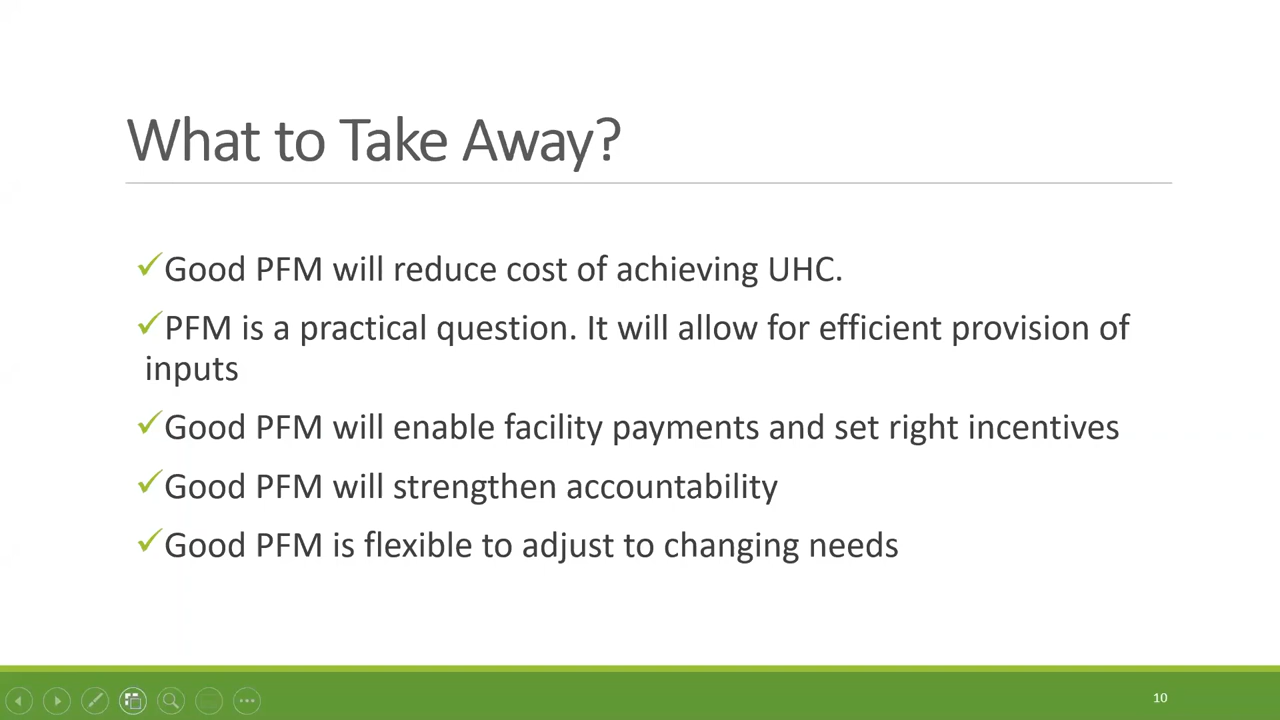 What to Take Away?
✓Good PFM will reduce cost of achieving UHC.
✓PFM is a practical question. It will allow for efficient provision of
inputs
✓Good PFM will enable facility payments and set right incentives
✓Good PFM will strengthen accountability
✓Good PFM is flexible to adjust to changing needs
10